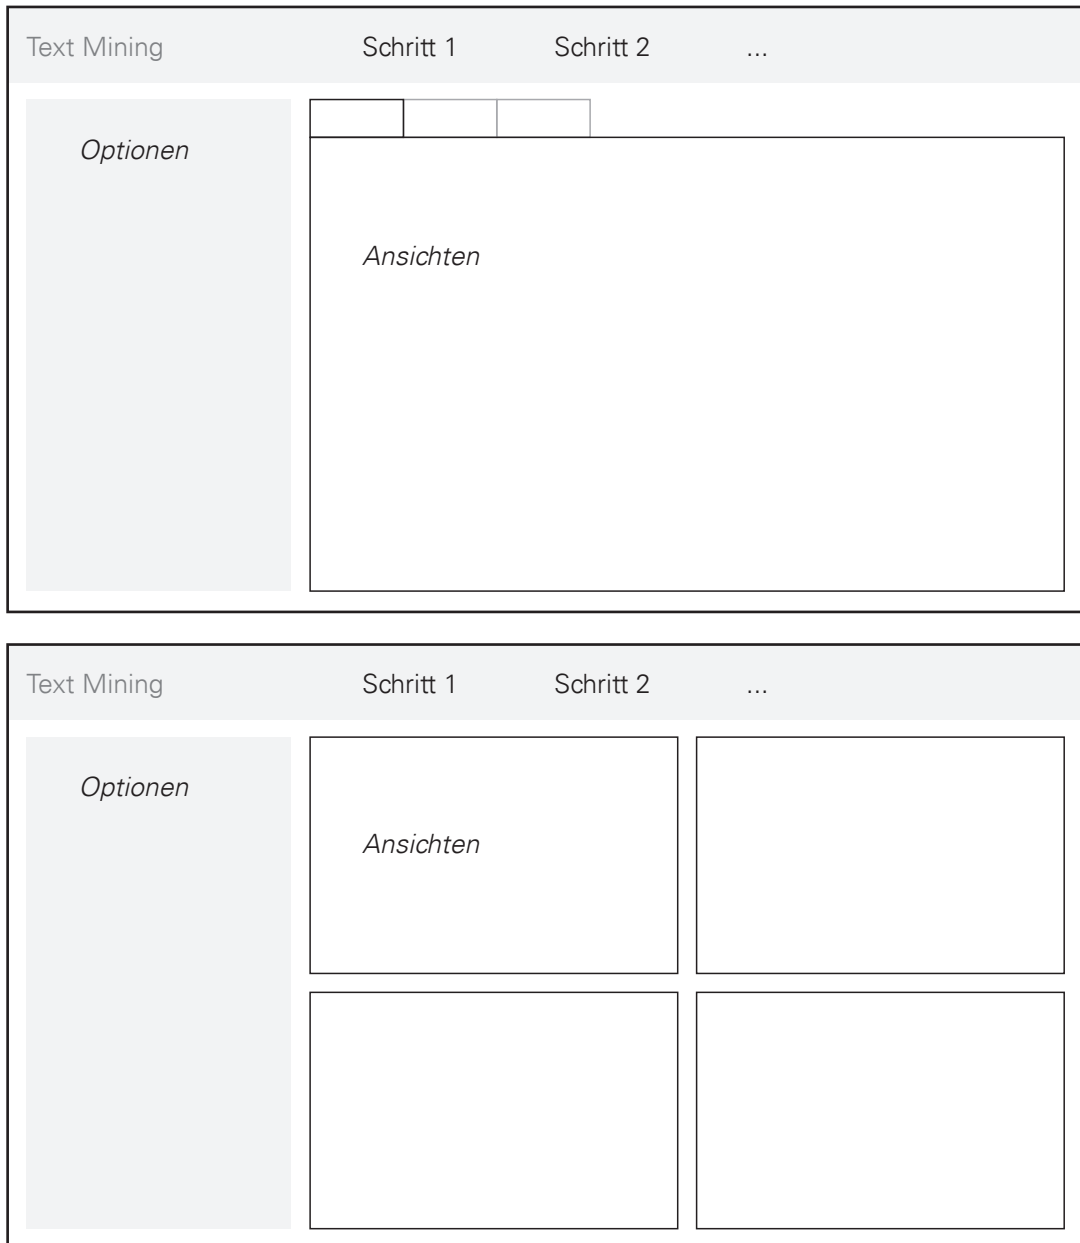 Text Mining Schritt 1 Schritt 2 ...
Optionen
Ansichten
Text Mining Schritt 1 Schritt 2 ...
Optionen
Ansichten